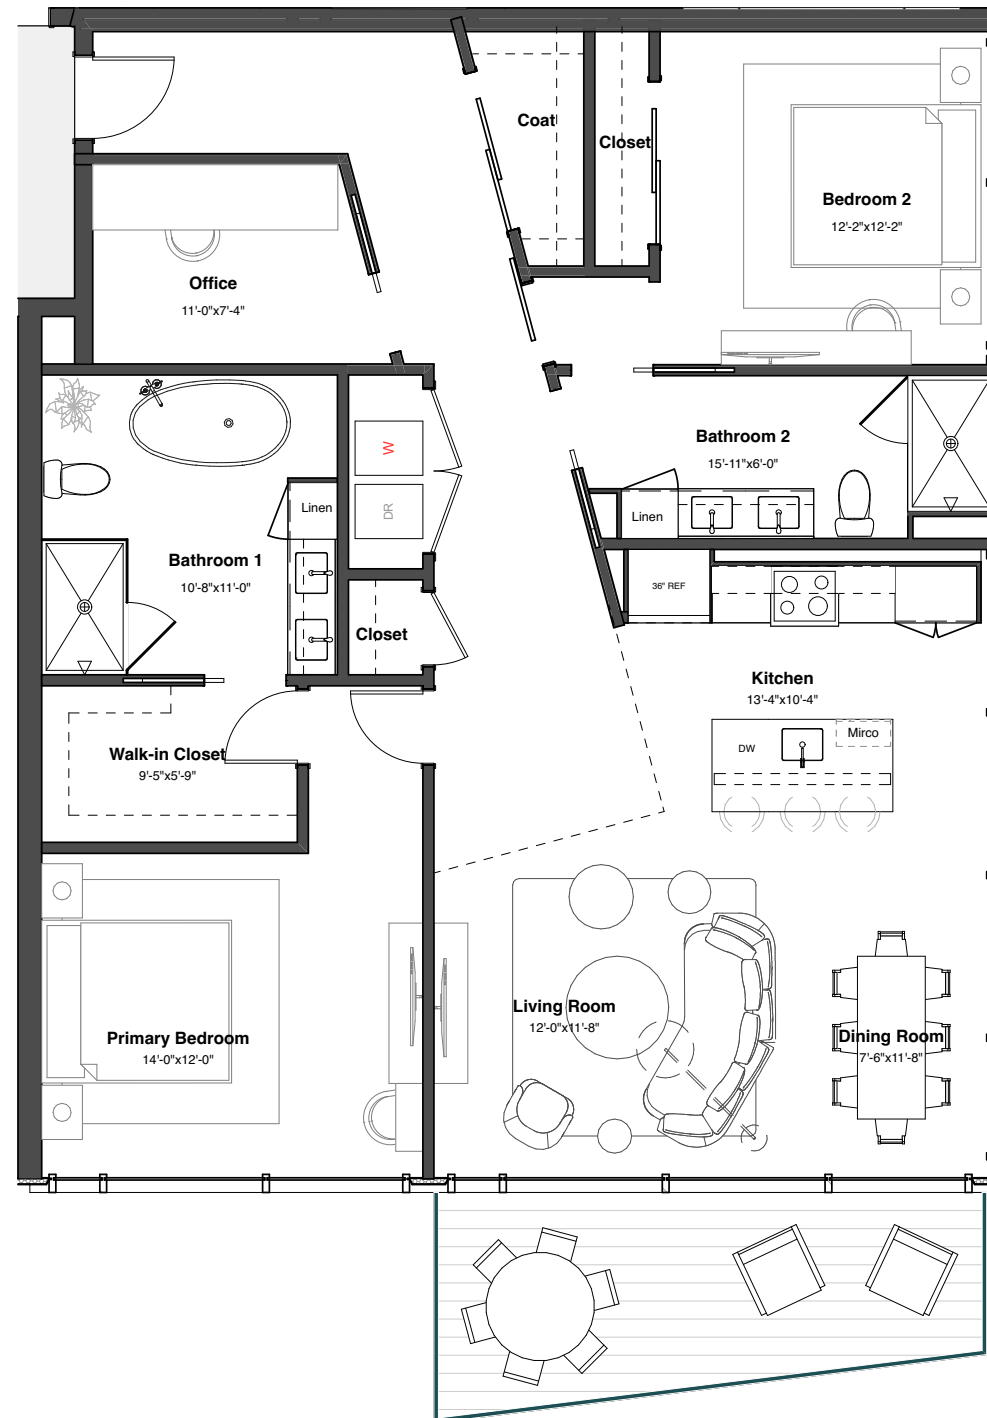 Coat
Closet
Bedroom 2
12'-2"x12'-2"
Office
11'-0"x7'-4"
W
DR
Bathroom 2
15'-11"x6'-0"
Linen
Linen
Bathroom 1
10'-8"x11'-0"
36" REF
Closet
Kitchen
13'-4"x10'-4"
DW
Mirco
Walk-in Closet
9'-5"x5'-9"
Living Room
12'-0"x11'-8"
Primary Bedroom
14'-0"x12'-0"
Dining Room
7'-6"x11'-8"